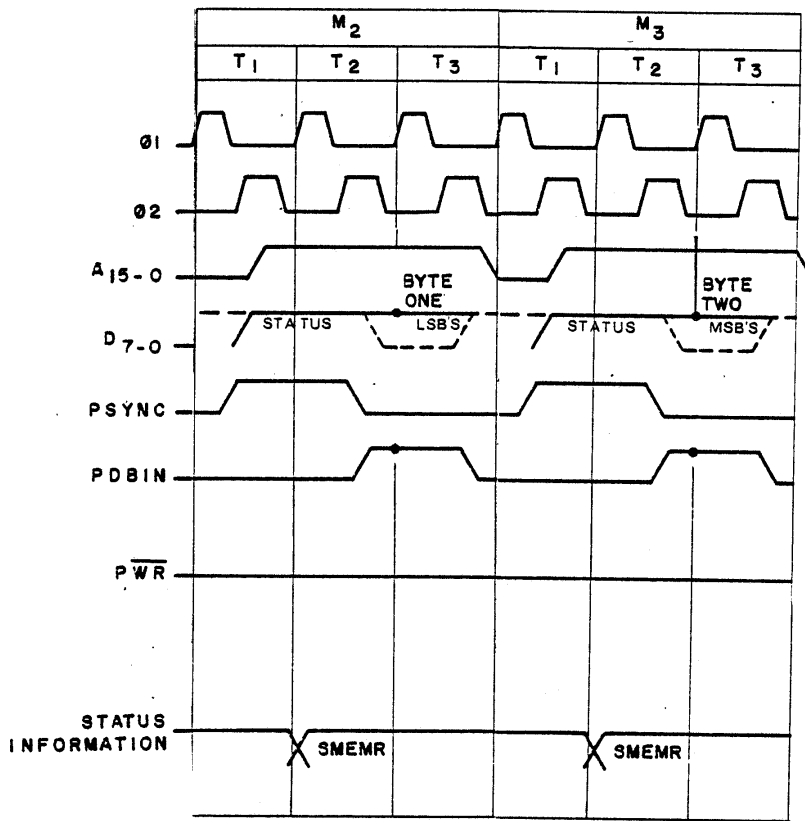 M2 M3
T1 T2 T3 T1 T2 T3
Ø1
Ø2
A15-0
BYTE ONE
BYTE TWO
D7-0
STATUS LSB'S STATUS MSB'S
PSYNC
PDBIN
PW̅R̅
STATUS INFORMATION
SMEMR SMEMR